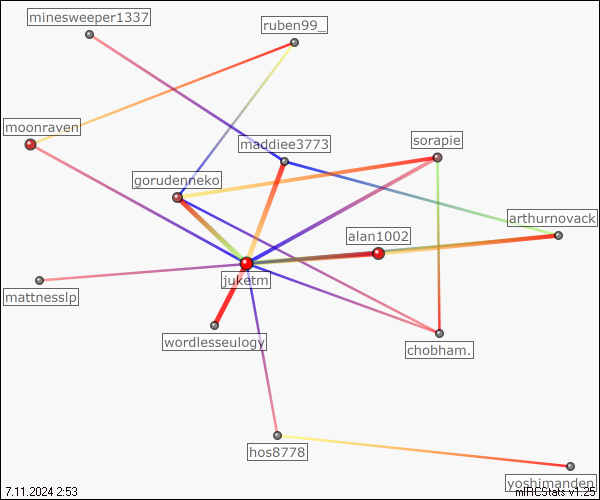 minesweeper1337
ruben99_
moonraven
maddiee3773
sorapie
gorudenneko
arthurnovack
alan1002
juketm
mattnesslp
wordlesseulogy
chobham.
hos8778
yoshimanden
7.11.2024 2:53
mIRCStats v1.25